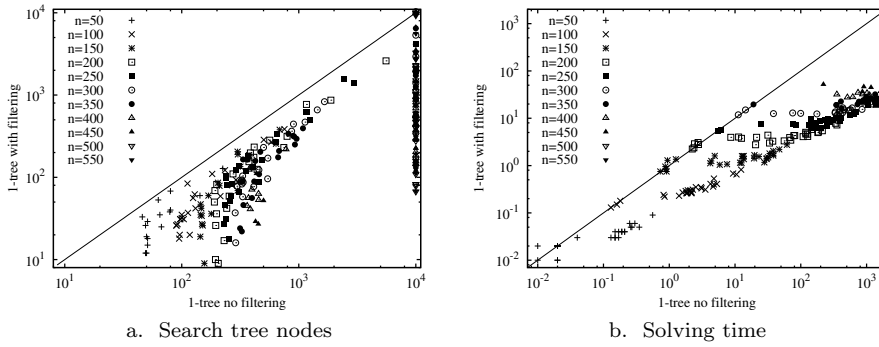 10^4
10^3
10^2
10^1
1-tree with filtering
n=50
n=100
n=150
n=200
n=250
n=300
n=350
n=400
n=450
n=500
n=550
10^1
10^2
10^3
10^4
1-tree no filtering
a. Search tree nodes
10^3
10^2
10^1
10^0
10^-1
10^-2
1-tree with filtering
n=50
n=100
n=150
n=200
n=250
n=300
n=350
n=400
n=450
n=500
n=550
10^-2
10^-1
10^0
10^1
10^2
10^3
1-tree no filtering
b. Solving time